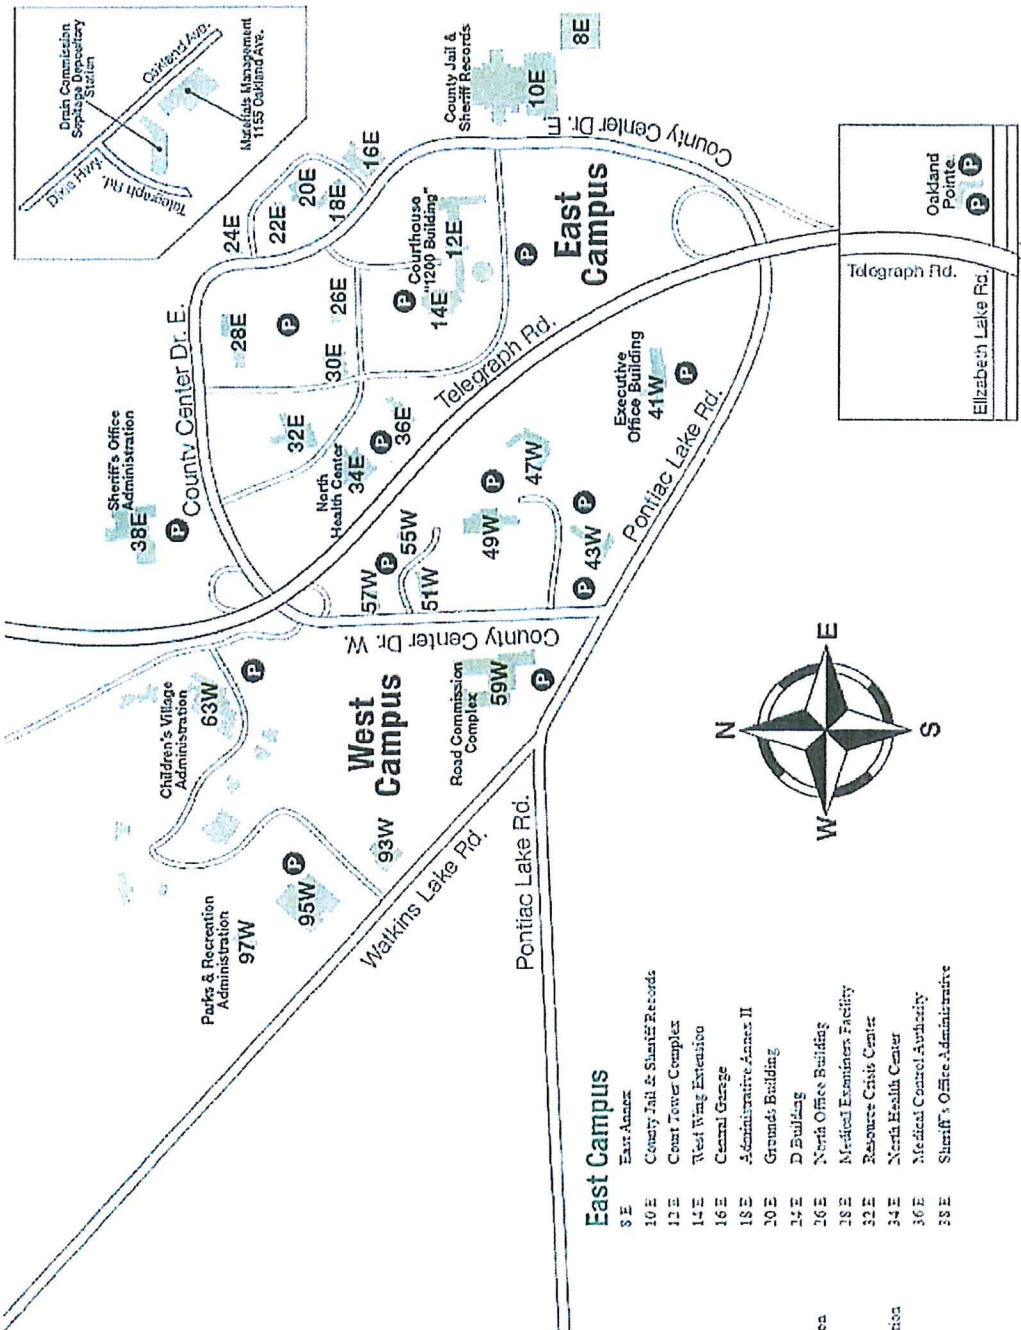 Drain Commission
Septage Depository
Station
Dixie Hwy.
Telegraph Rd.
Oakland Ave.
Materials Management
1155 Oakland Ave.
County Jail &
Sheriff Records
10E
8E
24E
22E
20E
18E
16E
County Center Dr. E.
Courthouse
"1200 Building"
P
14E
12E
P
East
Campus
County Center Dr. E.
28E
P
26E
30E
Sheriff's Office
Administration
38E
P
32E
North
Health Center
34E
P
36E
Telegraph Rd.
Executive
Office Building
41W
P
47W
P
49W
P
43W
P
57W
P
55W
51W
Pontiac Lake Rd.
Oakland
Pointe
P
P
Telegraph Rd.
Elizabeth Lake Rd.
Children's Village
Administration
63W
P
County Center Dr. W.
West
Campus
Road Commission
Complex
59W
P
93W
P
95W
Parks & Recreation
Administration
97W
Watkins Lake Rd.
Pontiac Lake Rd.
N
E
S
W
East Campus
8 E East Annex
10 E County Jail & Sheriff Records
12 E Court Tower Complex
14 E West Wing Extension
16 E Central Garage
18 E Administrative Annex II
20 E Grounds Building
24 E D Building
26 E North Office Building
28 E Medical Examiners Facility
32 E Resource Crisis Center
34 E North Health Center
36 E Medical Control Authority
38 E Sheriff's Office Administrative